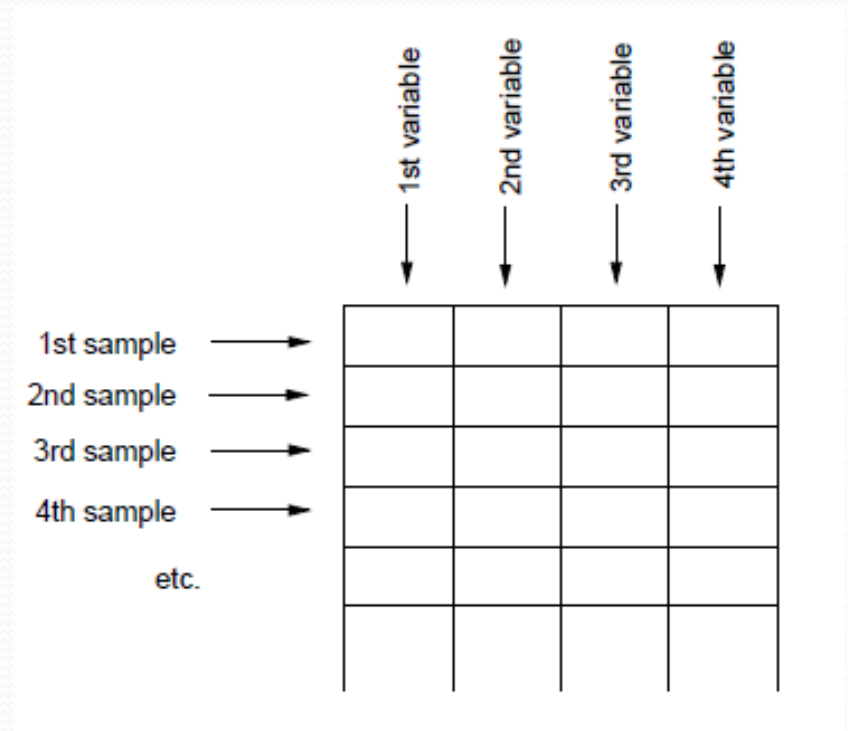 1st variable
2nd variable
3rd variable
4th variable
1st sample
2nd sample
3rd sample
4th sample
etc.